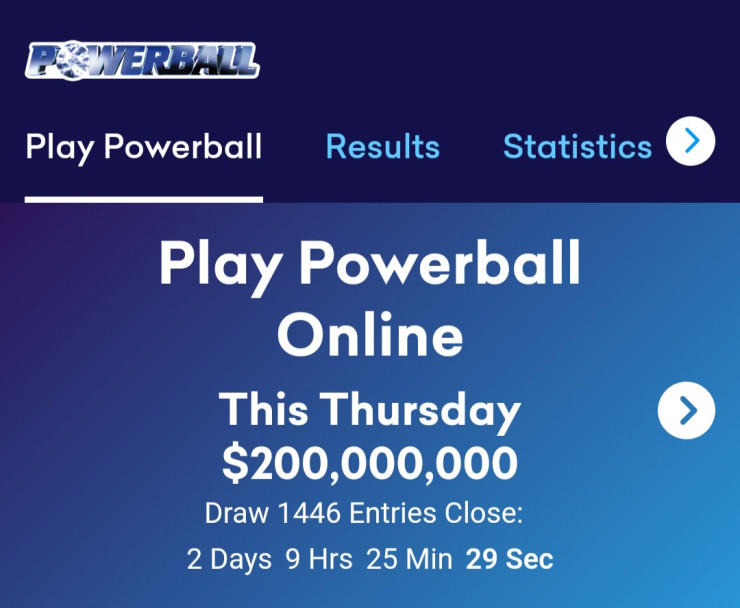 POWERBALL
Play Powerball Results Statistics
Play Powerball
Online
This Thursday
$200,000,000
Draw 1446 Entries Close:
2 Days 9 Hrs 25 Min 29 Sec